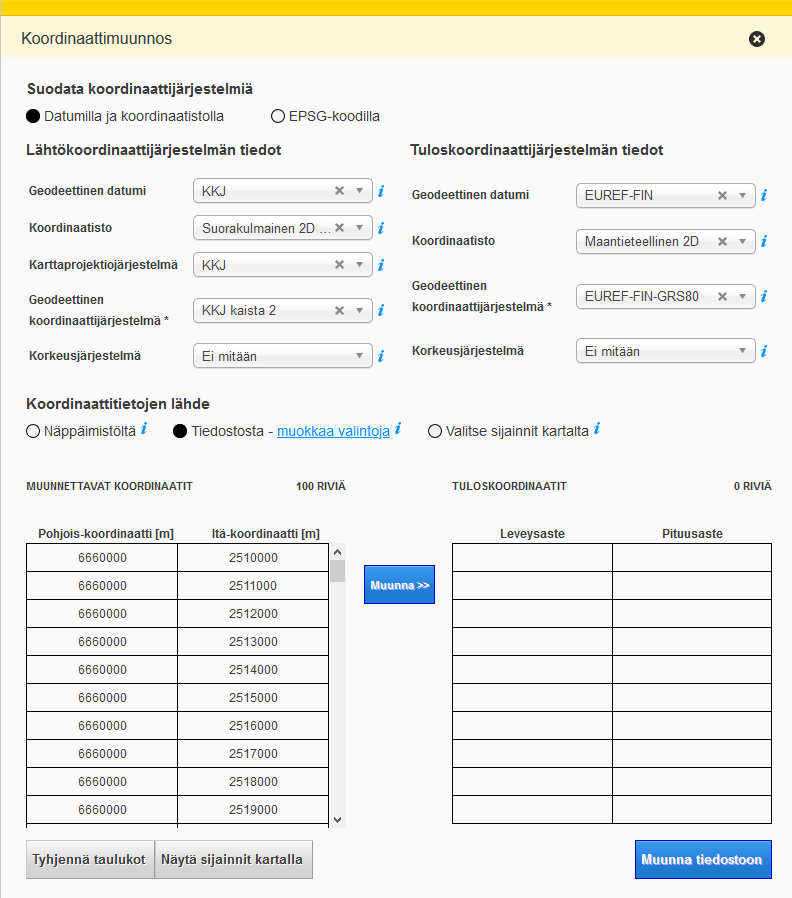 Koordinaattimuunnos
Suodata koordinaattijärjestelmiä
Datumilla ja koordinaatistolla EPSG-koodilla
Lähtökoordinaattijärjestelmän tiedot
Geodeettinen datumi KKJ
Koordinaatisto Suorakulmainen 2D ...
Karttaprojektiojärjestelmä KKJ
Geodeettinen
koordinaattijärjestelmä * KKJ kaista 2
Korkeusjärjestelmä Ei mitään
Tuloskoordinaattijärjestelmän tiedot
Geodeettinen datumi EUREF-FIN
Koordinaatisto Maantieteellinen 2D
Geodeettinen
koordinaattijärjestelmä * EUREF-FIN-GRS80
Korkeusjärjestelmä Ei mitään
Koordinaattitietojen lähde
Näppäimistöltä i Tiedostosta - muokkaa valintoja i Valitse sijainnit kartalta i
MUUNNETTAVAT KOORDINAATIT 100 RIVIÄ
Pohjois-koordinaatti [m] Itä-koordinaatti [m]
6660000 2510000
6660000 2511000
6660000 2512000
6660000 2513000
6660000 2514000
6660000 2515000
6660000 2516000
6660000 2517000
6660000 2518000
6660000 2519000
Muunna >>
TULOSKOORDINAATIT 0 RIVIÄ
Leveysaste Pituusaste
Tyhjennä taulukot Näytä sijainnit kartalla
Muunna tiedostoon